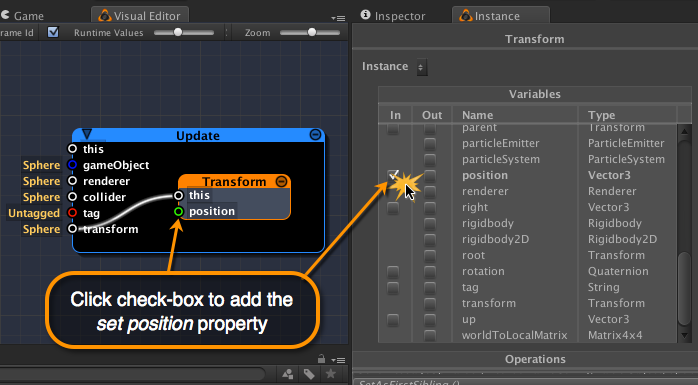 Game
Visual Editor
Inspector
Instance
rame Id
Runtime Values
Zoom
Transform
Instance
Variables
In
Out
Name
Type
parent
Transform
particleEmitter
ParticleEmitter
particleSystem
ParticleSystem
position
Vector3
renderer
Renderer
right
Vector3
rigidbody
Rigidbody
rigidbody2D
Rigidbody2D
root
Transform
rotation
Quaternion
tag
String
transform
Transform
up
Vector3
worldToLocalMatrix
Matrix4x4
Operations
SetAsFirstSibling ()
Update
this
Sphere
gameObject
Sphere
renderer
Sphere
collider
Untagged
tag
Sphere
transform
Transform
this
position
Click check-box to add the
set position property